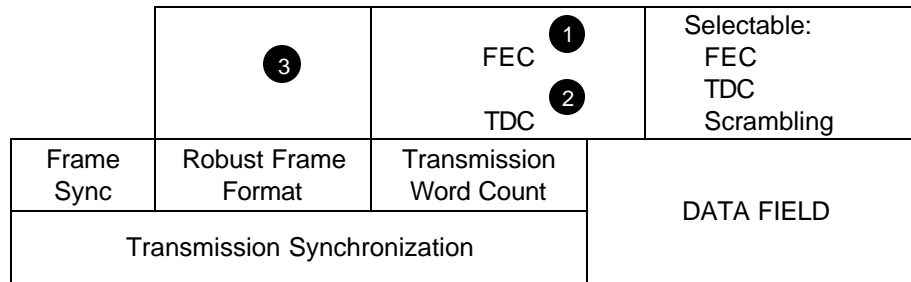 3
FEC 1
TDC 2
Selectable:
FEC
TDC
Scrambling
Frame
Sync
Robust Frame
Format
Transmission
Word Count
DATA FIELD
Transmission Synchronization